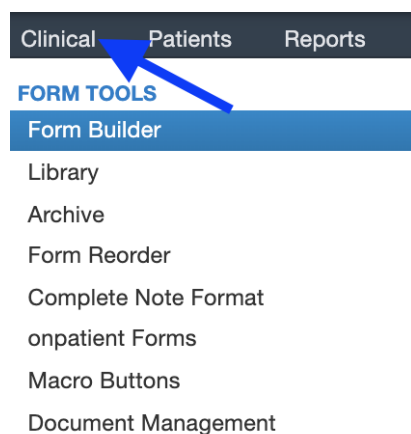 Clinical Patients Reports
FORM TOOLS
Form Builder
Library
Archive
Form Reorder
Complete Note Format
onpatient Forms
Macro Buttons
Document Management